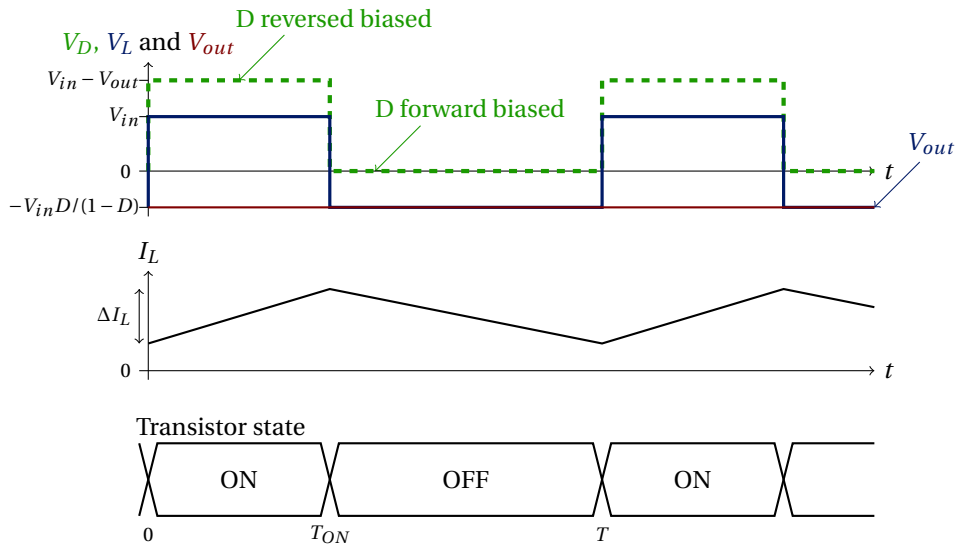 D reversed biased
V_D, V_L and V_out
V_in − V_out
V_in
D forward biased
V_out
0
t
−V_in D/(1−D)
I_L
ΔI_L
0
t
Transistor state
ON
OFF
ON
0
T_ON
T